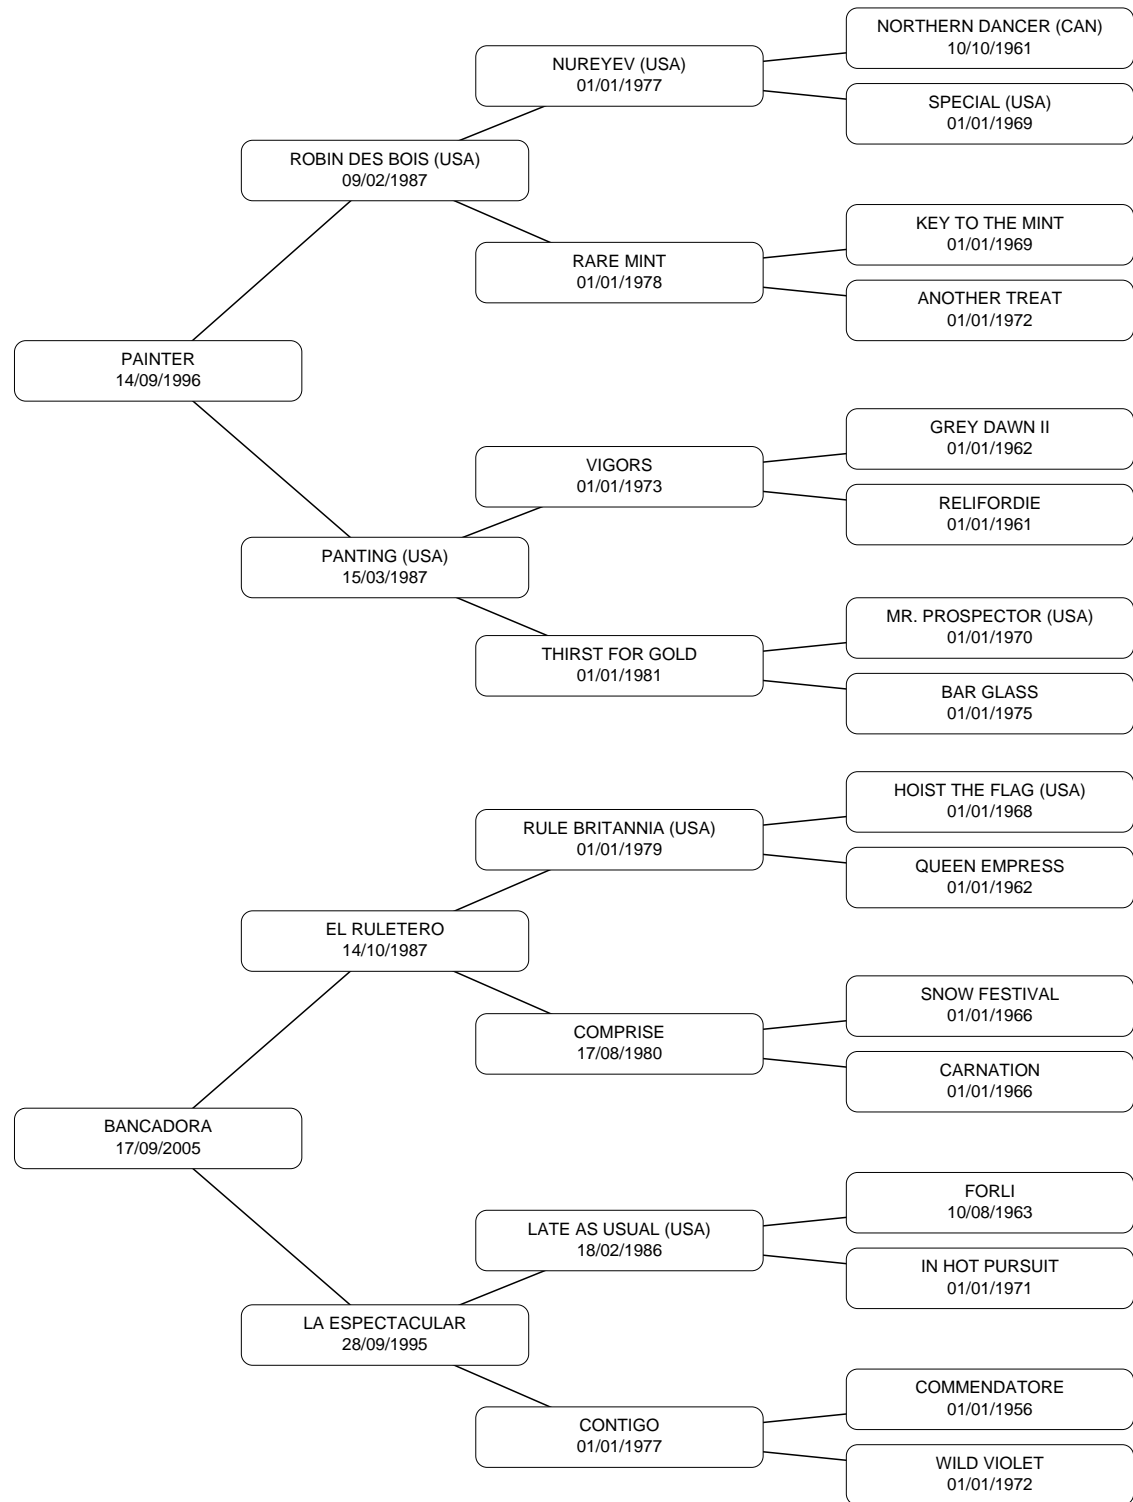 NORTHERN DANCER (CAN)
10/10/1961
NUREYEV (USA)
01/01/1977
SPECIAL (USA)
01/01/1969
ROBIN DES BOIS (USA)
09/02/1987
KEY TO THE MINT
01/01/1969
RARE MINT
01/01/1978
ANOTHER TREAT
01/01/1972
PAINTER
14/09/1996
GREY DAWN II
01/01/1962
VIGORS
01/01/1973
RELIFORDIE
01/01/1961
PANTING (USA)
15/03/1987
MR. PROSPECTOR (USA)
01/01/1970
THIRST FOR GOLD
01/01/1981
BAR GLASS
01/01/1975
HOIST THE FLAG (USA)
01/01/1968
RULE BRITANNIA (USA)
01/01/1979
QUEEN EMPRESS
01/01/1962
EL RULETERO
14/10/1987
SNOW FESTIVAL
01/01/1966
COMPRISE
17/08/1980
CARNATION
01/01/1966
BANCADORA
17/09/2005
FORLI
10/08/1963
LATE AS USUAL (USA)
18/02/1986
IN HOT PURSUIT
01/01/1971
LA ESPECTACULAR
28/09/1995
COMMENDATORE
01/01/1956
CONTIGO
01/01/1977
WILD VIOLET
01/01/1972